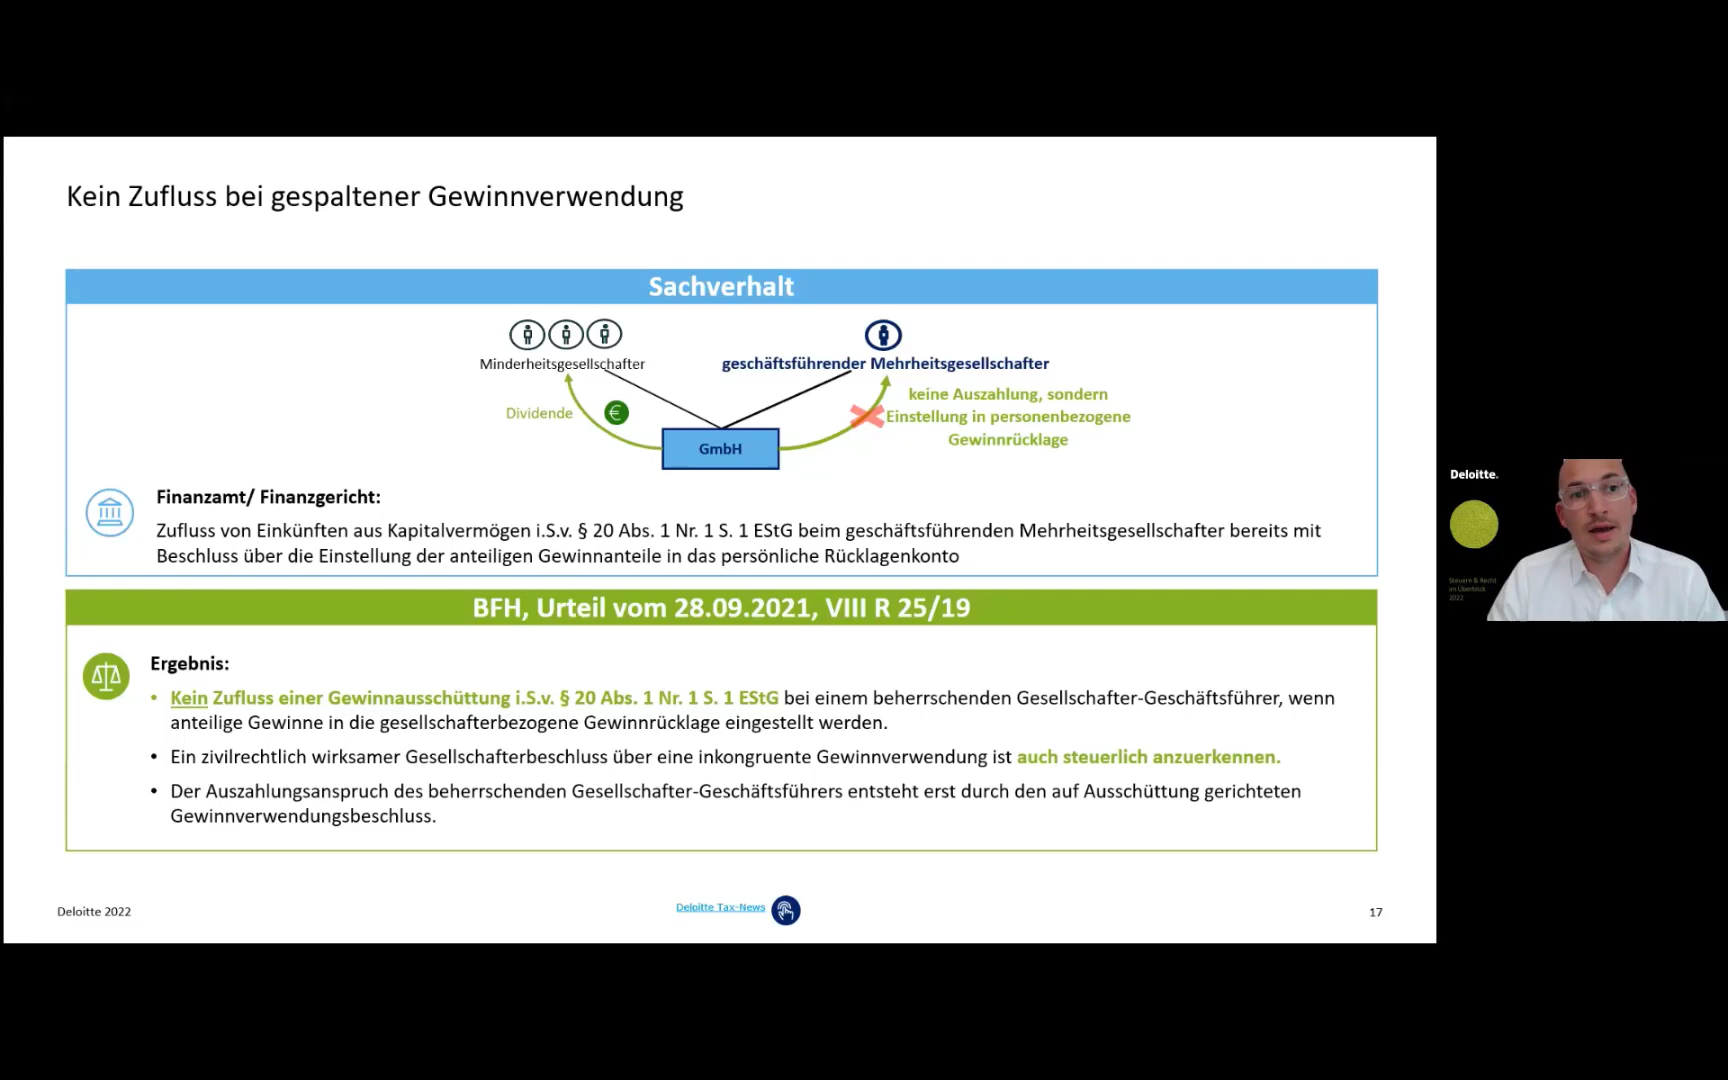 Kein Zufluss bei gespaltener Gewinnverwendung
Sachverhalt
Minderheitsgesellschafter
geschäftsführender Mehrheitsgesellschafter
Dividende
€
keine Auszahlung, sondern
Einstellung in personenbezogene
Gewinnrücklage
GmbH
Finanzamt/ Finanzgericht:
Zufluss von Einkünften aus Kapitalvermögen i.S.v. § 20 Abs. 1 Nr. 1 S. 1 EStG beim geschäftsführenden Mehrheitsgesellschafter bereits mit
Beschluss über die Einstellung der anteiligen Gewinnanteile in das persönliche Rücklagenkonto
BFH, Urteil vom 28.09.2021, VIII R 25/19
Ergebnis:
• Kein Zufluss einer Gewinnausschüttung i.S.v. § 20 Abs. 1 Nr. 1 S. 1 EStG bei einem beherrschenden Gesellschafter-Geschäftsführer, wenn
anteilige Gewinne in die gesellschafterbezogene Gewinnrücklage eingestellt werden.
• Ein zivilrechtlich wirksamer Gesellschafterbeschluss über eine inkongruente Gewinnverwendung ist auch steuerlich anzuerkennen.
• Der Auszahlungsanspruch des beherrschenden Gesellschafter-Geschäftsführers entsteht erst durch den auf Ausschüttung gerichteten
Gewinnverwendungsbeschluss.
Deloitte 2022
Deloitte Tax-News
17
Deloitte.
Steuern & Recht
im Überblick
2022